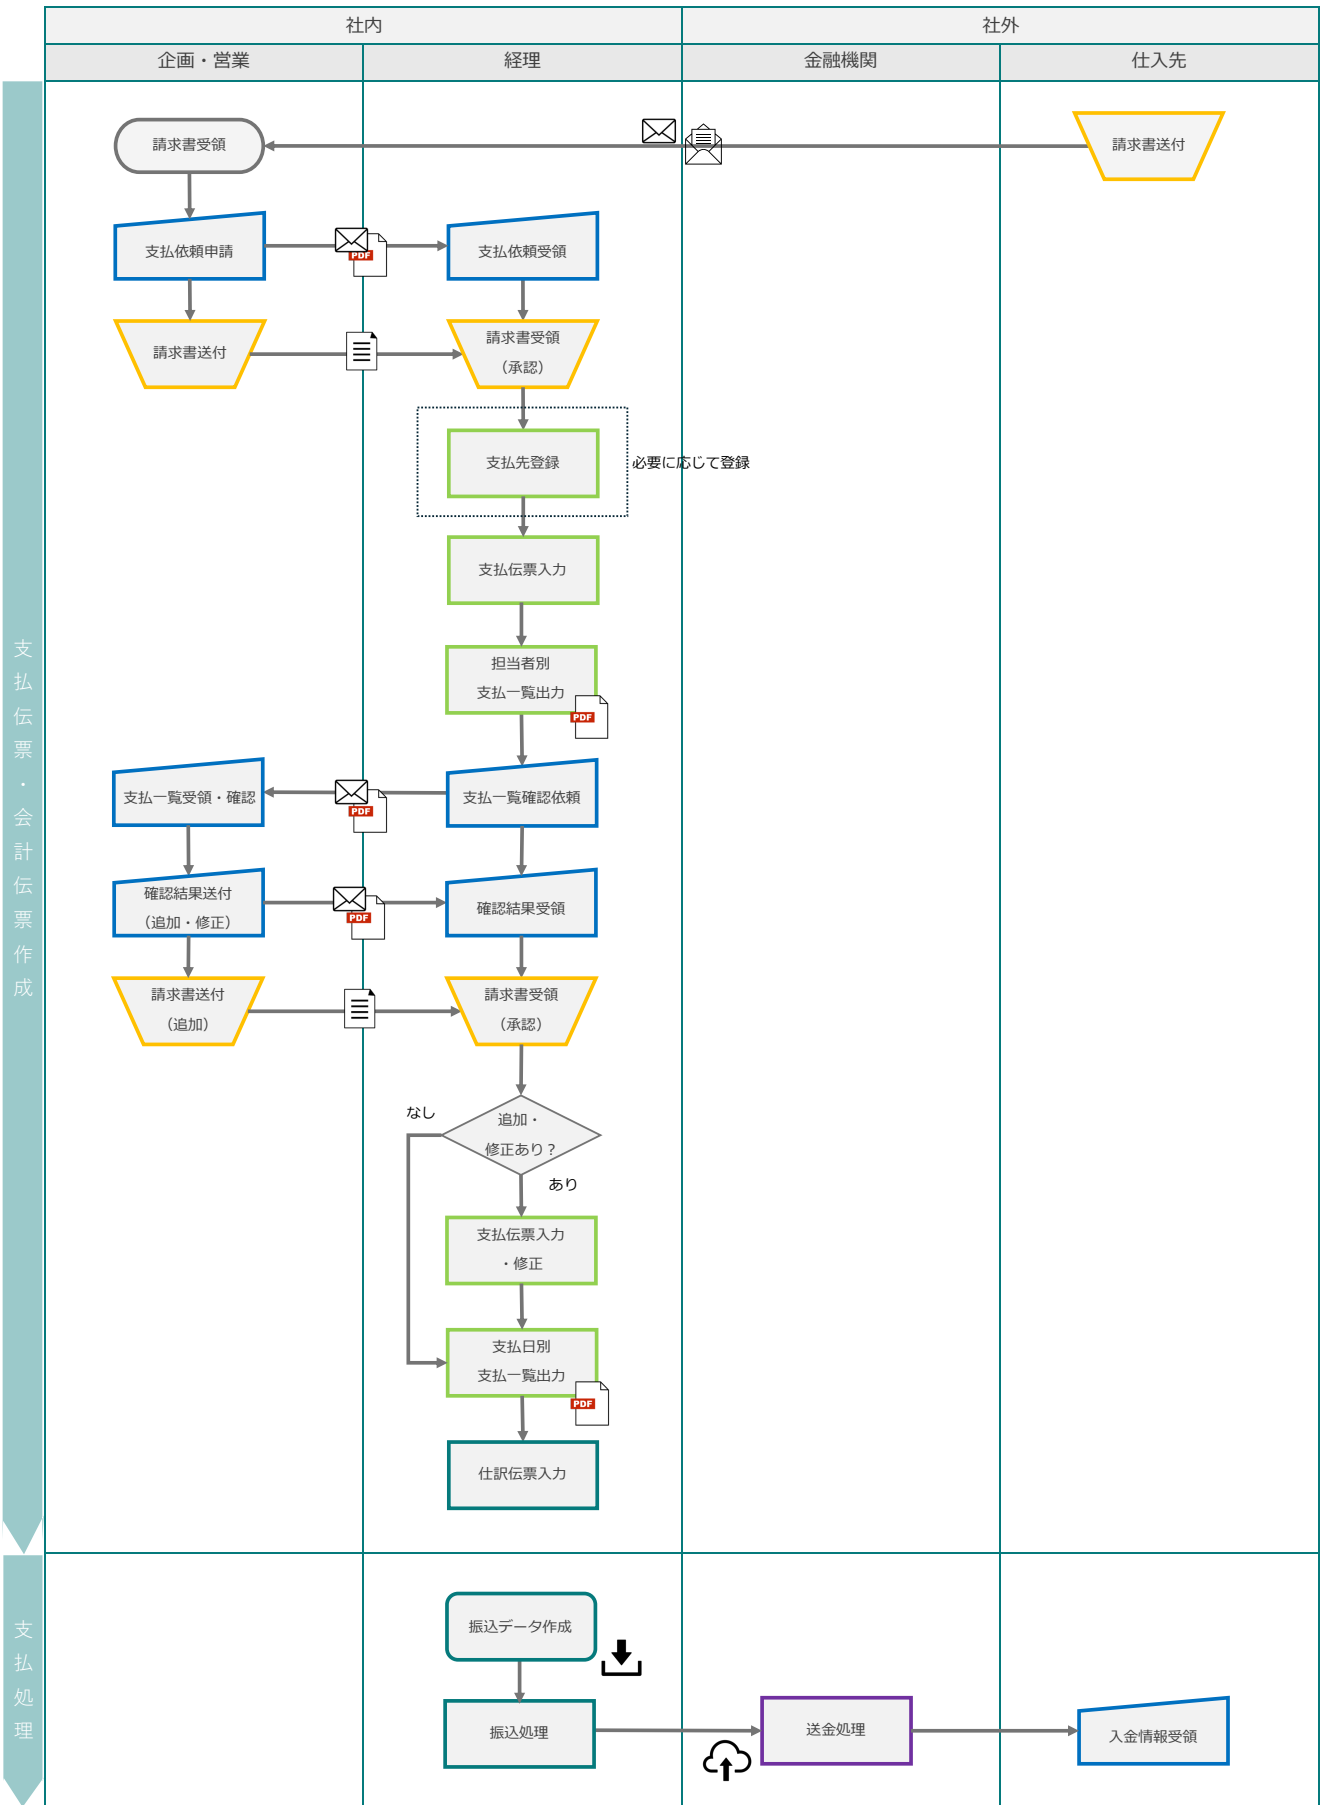 社内
社外
企画・営業
経理
金融機関
仕入先
請求書受領
請求書送付
支払依頼申請
PDF
支払依頼受領
請求書送付
請求書受領
（承認）
支払先登録
必要に応じて登録
支払伝票入力
担当者別
支払一覧出力
PDF
支払一覧受領・確認
PDF
支払一覧確認依頼
確認結果送付
（追加・修正）
PDF
確認結果受領
請求書送付
（追加）
請求書受領
（承認）
なし
追加・
修正あり？
あり
支払伝票入力
・修正
支払日別
支払一覧出力
PDF
仕訳伝票入力
支払伝票・会計伝票作成
振込データ作成
振込処理
送金処理
入金情報受領
支払処理